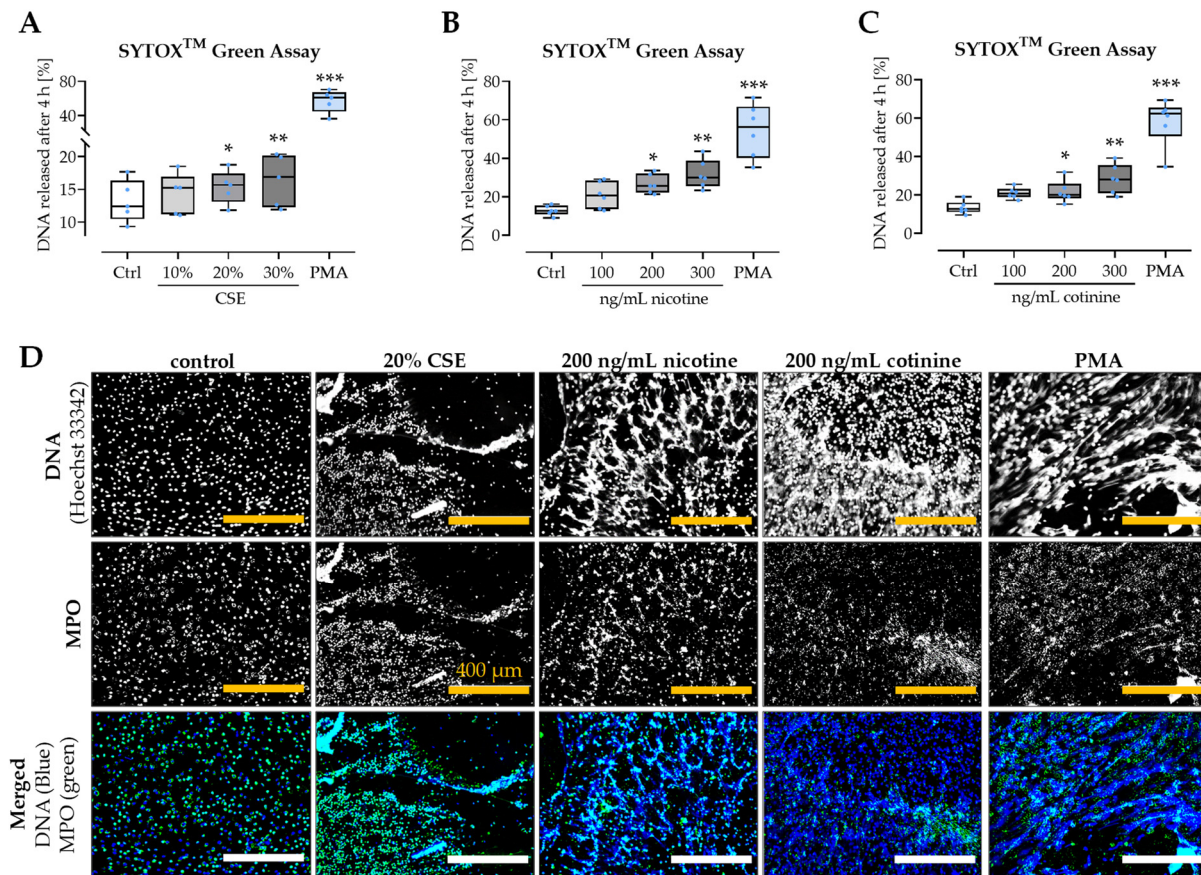 A
SYTOX™ Green Assay
DNA released after 4 h [%]
80
40
20
15
10
***
*
**
Ctrl
10%
20%
30%
PMA
CSE
B
SYTOX™ Green Assay
DNA released after 4 h [%]
80
60
40
20
0
***
*
**
Ctrl
100
200
300
PMA
ng/mL nicotine
C
SYTOX™ Green Assay
DNA released after 4 h [%]
80
60
40
20
0
***
*
**
Ctrl
100
200
300
PMA
ng/mL cotinine
D
control
20% CSE
200 ng/mL nicotine
200 ng/mL cotinine
PMA
DNA
(Hoechst 33342)
MPO
400 µm
Merged
DNA (Blue)
MPO (green)